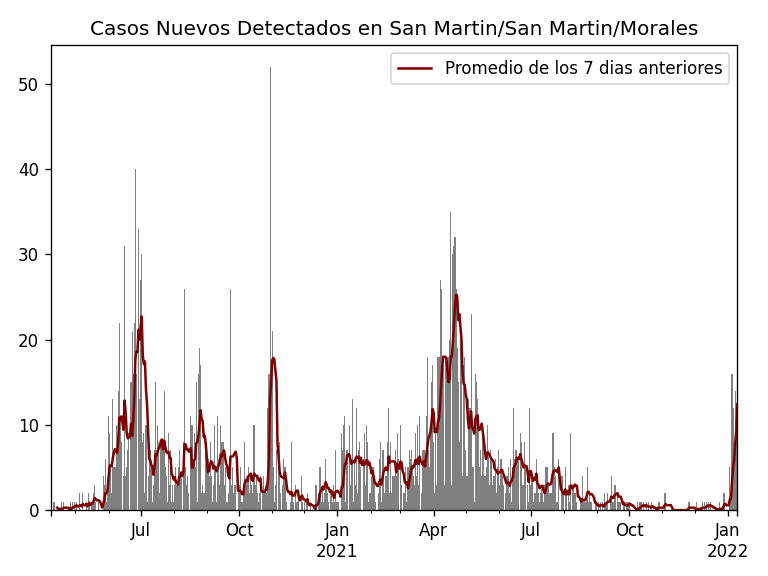 Casos Nuevos Detectados en San Martin/San Martin/Morales
Promedio de los 7 dias anteriores
50
40
30
20
10
0
Jul Oct Jan Apr Jul Oct Jan
2021 2022